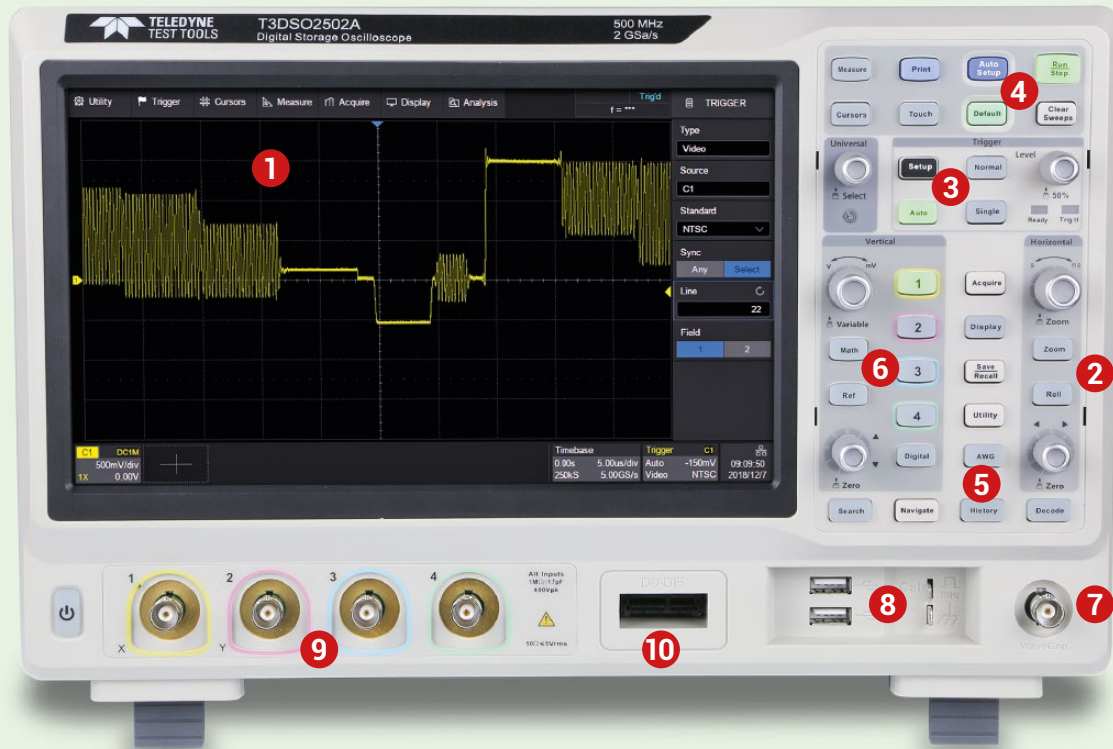 TELEDYNE
TEST TOOLS
T3DSO2502A
Digital Storage Oscilloscope
500 MHz
2 GSa/s
Utility
Trigger
Cursors
Measure
Acquire
Display
Analysis
Trig'd
f = ***
TRIGGER
Type
Video
Source
C1
Standard
NTSC
Sync
Any Select
Line
22
Field
1 2
C1 DC1M
500mV/div
1X 0.00V
Timebase
0.00s 5.00us/div
250kS 5.00GS/s
Trigger C1
Auto -150mV
Video NTSC
09:09:50
2018/12/7
1
Measure
Print
Auto
Setup
Run
Stop
4
Cursors
Touch
Default
Clear
Sweeps
Universal
Select
Trigger
Setup
Normal
Level
3
50%
Auto
Single
Ready Trig'd
Vertical
V mV
Variable
1
2
Math
6
3
Ref
4
Digital
Zero
Acquire
Display
Save
Recall
Utility
AWG
5
Horizontal
s ns
Zoom
Zoom
2
Roll
Zero
Search
Navigate
History
Decode
1
2
3
4
X
Y
All Inputs
9
D0-D15
10
Cal
8
7